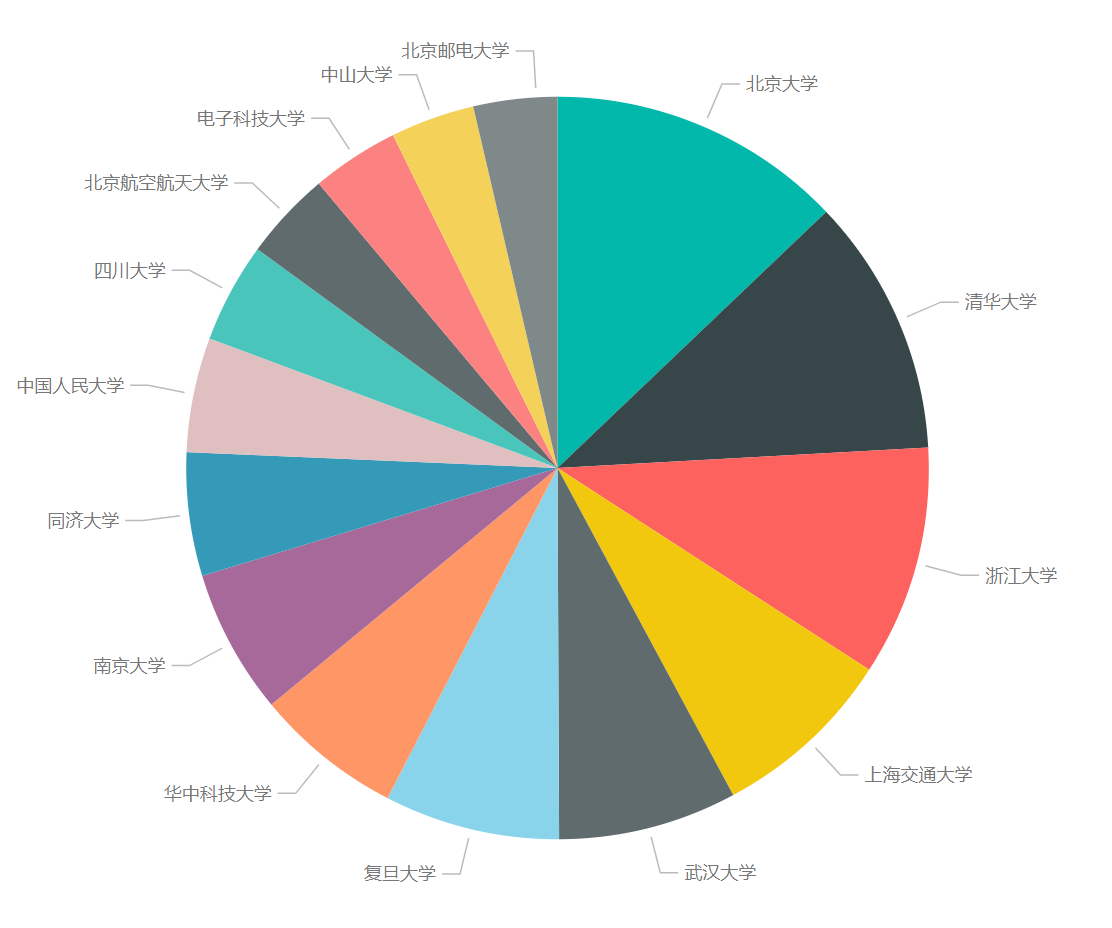 北京邮电大学
中山大学
北京大学
电子科技大学
北京航空航天大学
四川大学
清华大学
中国人民大学
同济大学
浙江大学
南京大学
上海交通大学
华中科技大学
复旦大学
武汉大学